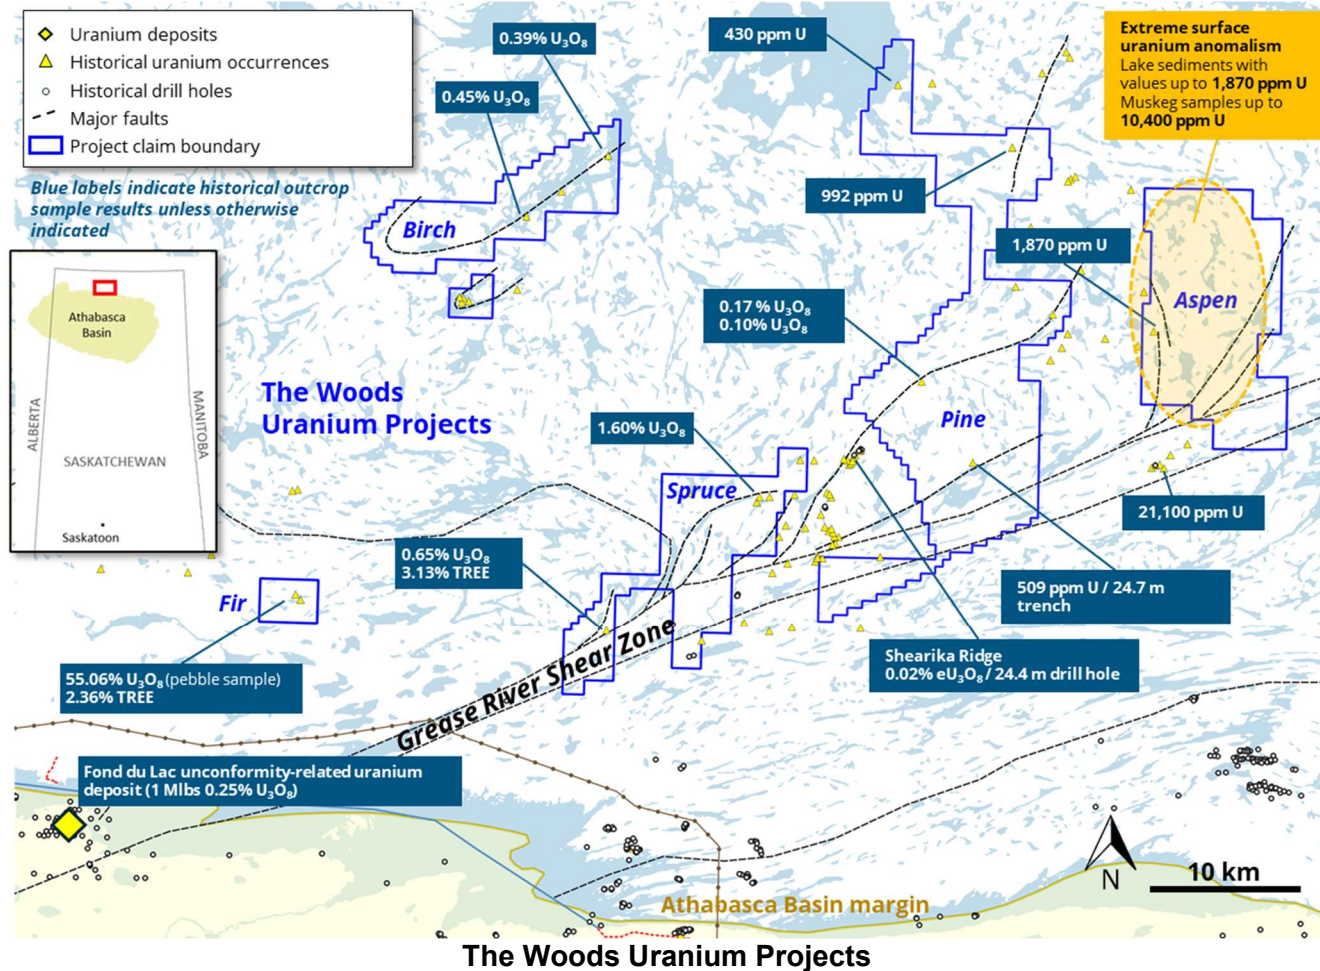 Uranium deposits
Historical uranium occurrences
Historical drill holes
Major faults
Project claim boundary
Blue labels indicate historical outcrop
sample results unless otherwise
indicated
0.39% U₃O₈
0.45% U₃O₈
430 ppm U
Extreme surface
uranium anomalism
Lake sediments with
values up to 1,870 ppm U
Muskeg samples up to
10,400 ppm U
992 ppm U
Birch
1,870 ppm U
Aspen
Athabasca
Basin
ALBERTA
MANITOBA
SASKATCHEWAN
Saskatoon
0.17 % U₃O₈
0.10% U₃O₈
The Woods
Uranium Projects
Pine
1.60% U₃O₈
Spruce
21,100 ppm U
0.65% U₃O₈
3.13% TREE
509 ppm U / 24.7 m
trench
Fir
Grease River Shear Zone
Shearika Ridge
0.02% eU₃O₈ / 24.4 m drill hole
55.06% U₃O₈ (pebble sample)
2.36% TREE
Fond du Lac unconformity-related uranium
deposit (1 Mlbs 0.25% U₃O₈)
N
10 km
Athabasca Basin margin
The Woods Uranium Projects